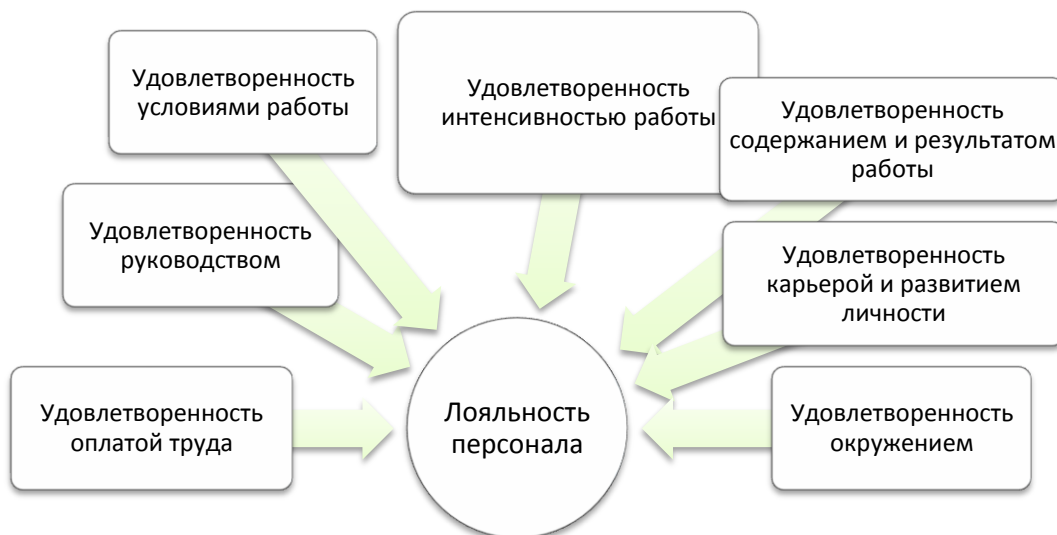 Удовлетворенность
условиями работы
Удовлетворенность
интенсивностью работы
Удовлетворенность
содержанием и результатом
работы
Удовлетворенность
руководством
Удовлетворенность
карьерой и развитием
личности
Удовлетворенность
оплатой труда
Лояльность
персонала
Удовлетворенность
окружением